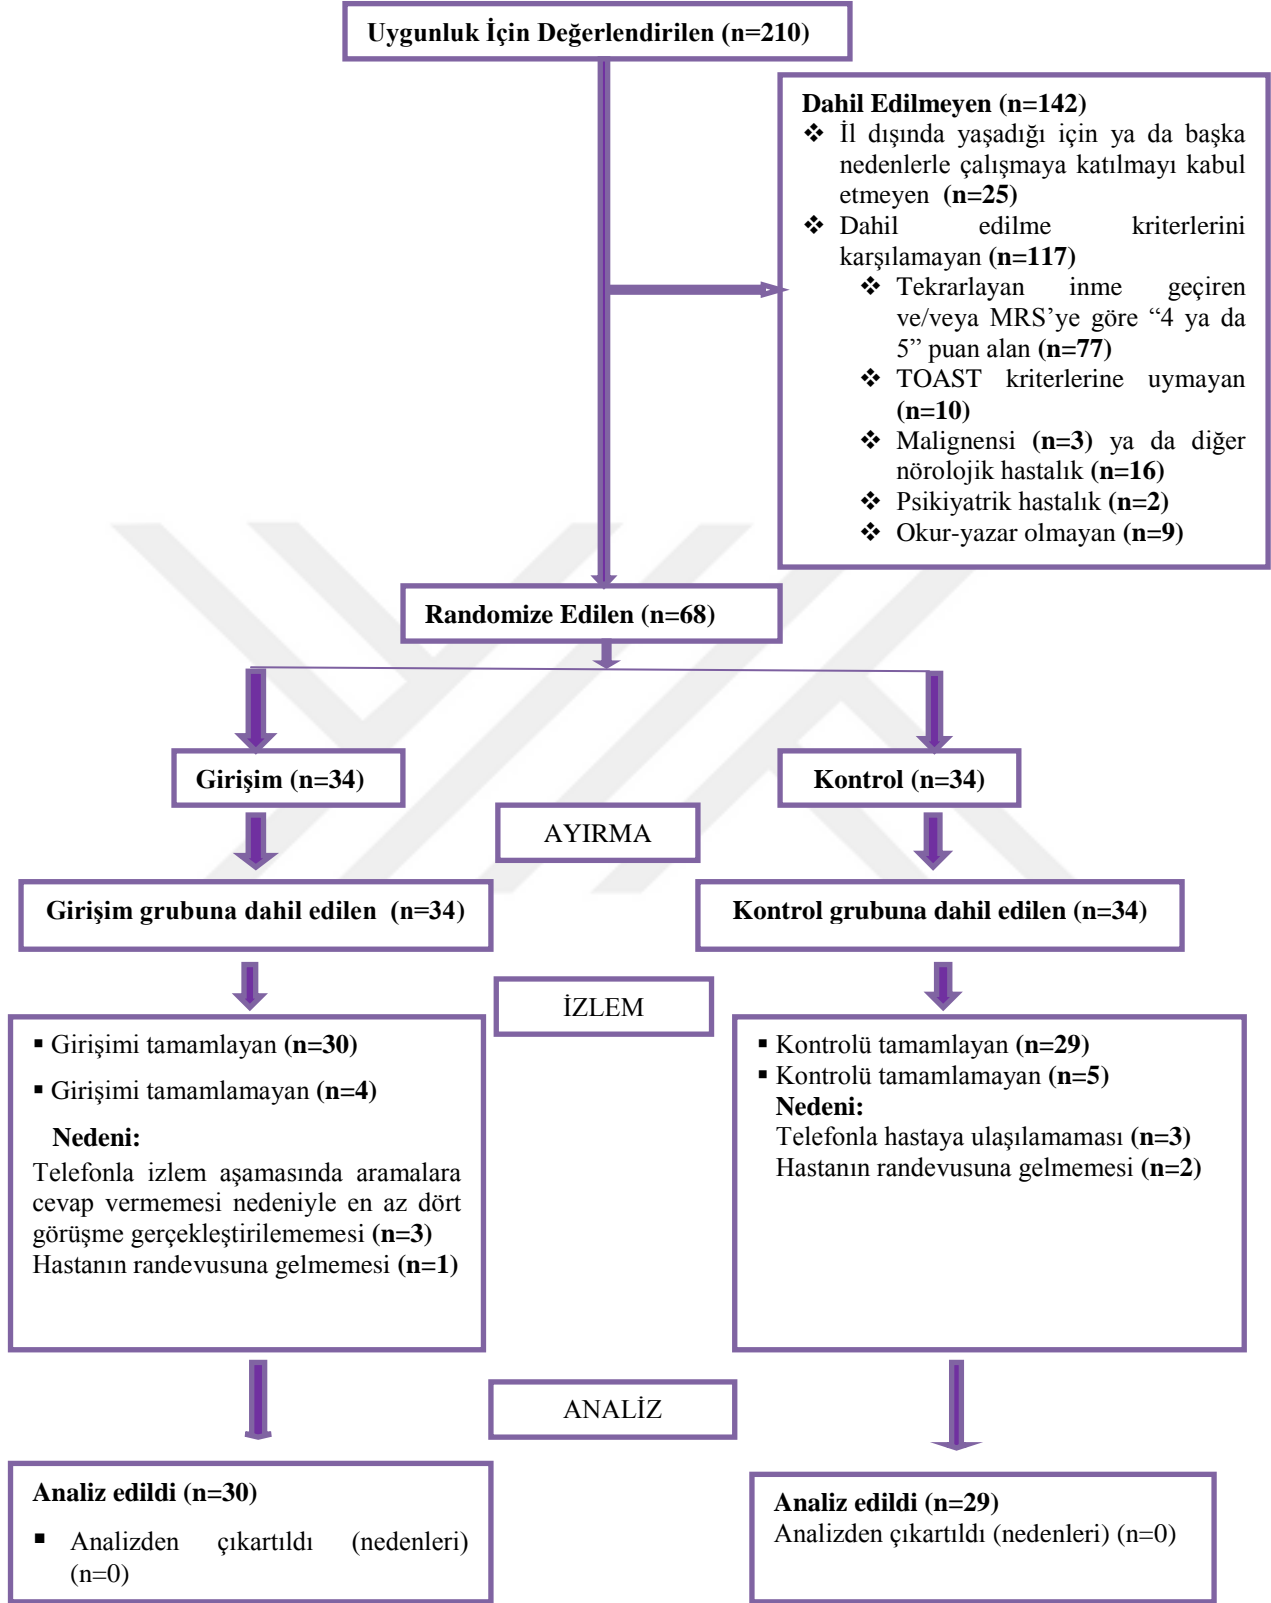 Uygunluk İçin Değerlendirilen (n=210)
Dahil Edilmeyen (n=142)
❖ İl dışında yaşadığı için ya da başka
nedenlerle çalışmaya katılmayı kabul
etmeyen (n=25)
❖ Dahil edilme kriterlerini
karşılamayan (n=117)
❖ Tekrarlayan inme geçiren
ve/veya MRS’ye göre “4 ya da
5” puan alan (n=77)
❖ TOAST kriterlerine uymayan
(n=10)
❖ Malignensi (n=3) ya da diğer
nörolojik hastalık (n=16)
❖ Psikiyatrik hastalık (n=2)
❖ Okur-yazar olmayan (n=9)
Randomize Edilen (n=68)
Girişim (n=34)
Kontrol (n=34)
AYIRMA
Girişim grubuna dahil edilen (n=34)
Kontrol grubuna dahil edilen (n=34)
İZLEM
▪ Girişimi tamamlayan (n=30)
▪ Girişimi tamamlamayan (n=4)
Nedeni:
Telefonla izlem aşamasında aramalara
cevap vermemesi nedeniyle en az dört
görüşme gerçekleştirilememesi (n=3)
Hastanın randevusuna gelmemesi (n=1)
▪ Kontrolü tamamlayan (n=29)
▪ Kontrolü tamamlamayan (n=5)
Nedeni:
Telefonla hastaya ulaşılamaması (n=3)
Hastanın randevusuna gelmemesi (n=2)
ANALİZ
Analiz edildi (n=30)
▪ Analizden çıkartıldı (nedenleri)
(n=0)
Analiz edildi (n=29)
Analizden çıkartıldı (nedenleri) (n=0)